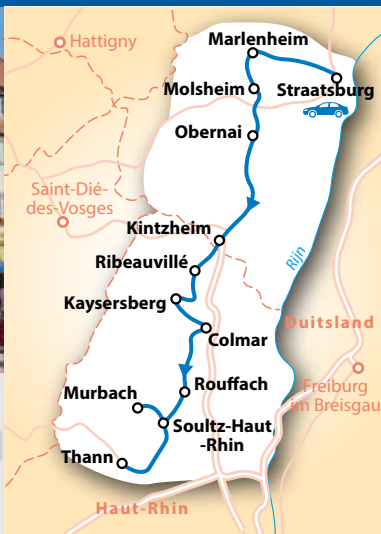 Marlenheim
Hattigny
Molsheim
Straatsburg
Obernai
Saint-Dié-
des-Vosges
Kintzheim
Rijn
Ribeauvillé
Kaysersberg
Duitsland
Colmar
Freiburg
im Breisgau
Murbach
Rouffach
Soultz-Haut
-Rhin
Thann
Haut-Rhin